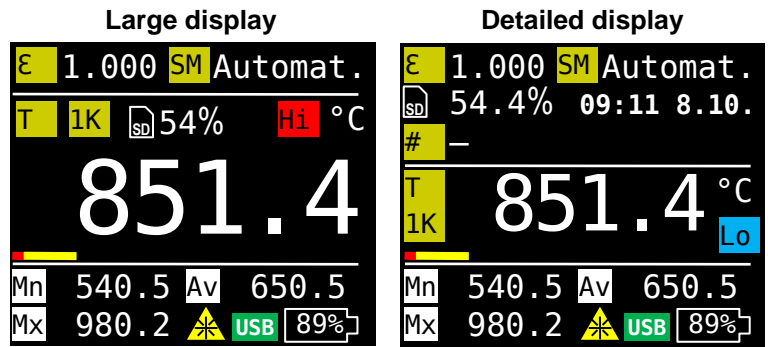 Large display
Ɛ 1.000 SM Automat.
T 1K SD 54% Hi °C
851.4
Mn 540.5 Av 650.5
Mx 980.2 USB 89%
Detailed display
Ɛ 1.000 SM Automat.
SD 54.4% 09:11 8.10.
# –
T 1K 851.4 °C
Lo
Mn 540.5 Av 650.5
Mx 980.2 USB 89%